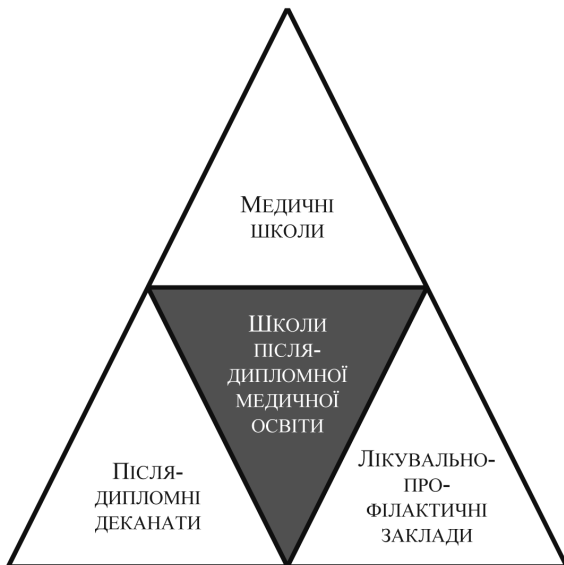 МЕДИЧНІ
ШКОЛИ
ШКОЛИ
ПІСЛЯ-
ДИПЛОМНОЇ
МЕДИЧНОЇ
ОСВІТИ
ПІСЛЯ-
ДИПЛОМНІ
ДЕКАНАТИ
ЛІКУВАЛЬНО-
ПРО-
ФІЛАКТИЧНІ
ЗАКЛАДИ